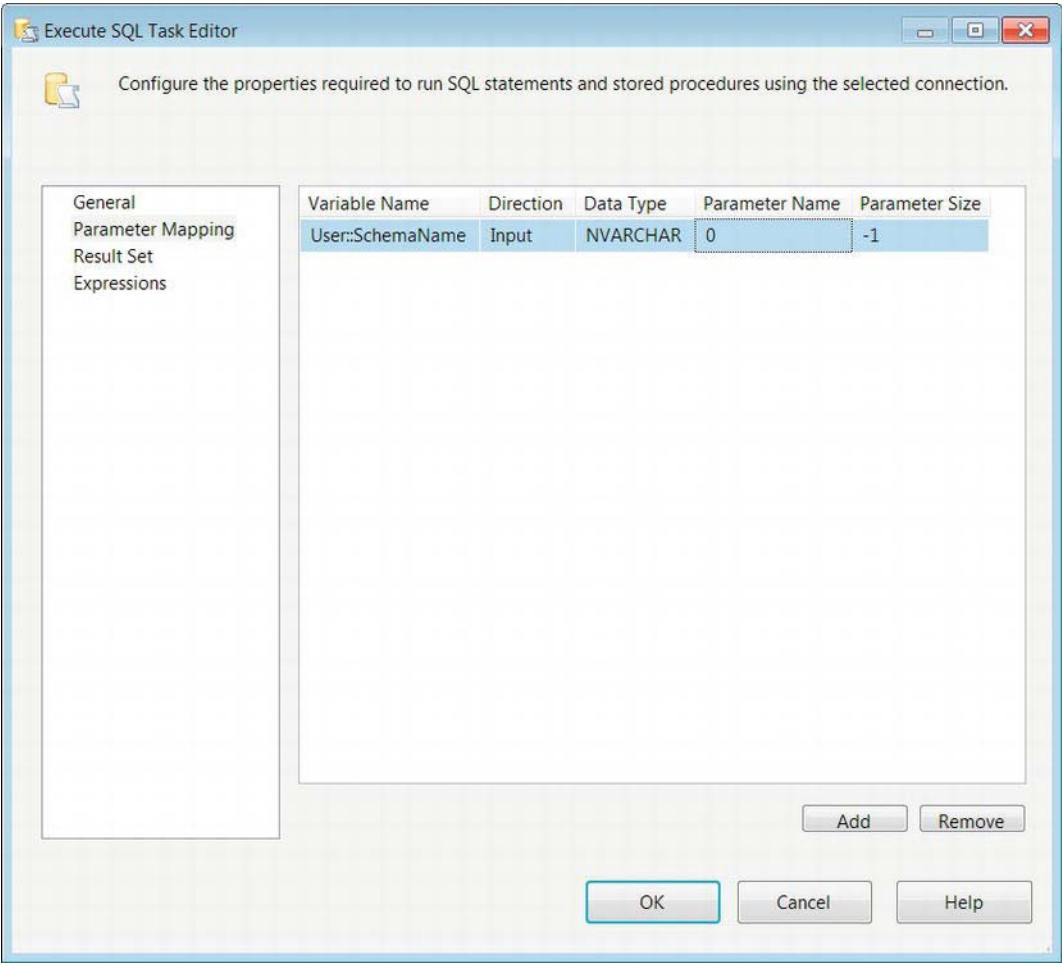 Execute SQL Task Editor
Configure the properties required to run SQL statements and stored procedures using the selected connection.
General
Parameter Mapping
Result Set
Expressions
Variable Name Direction Data Type Parameter Name Parameter Size
User::SchemaName Input NVARCHAR 0 -1
Add Remove
OK Cancel Help